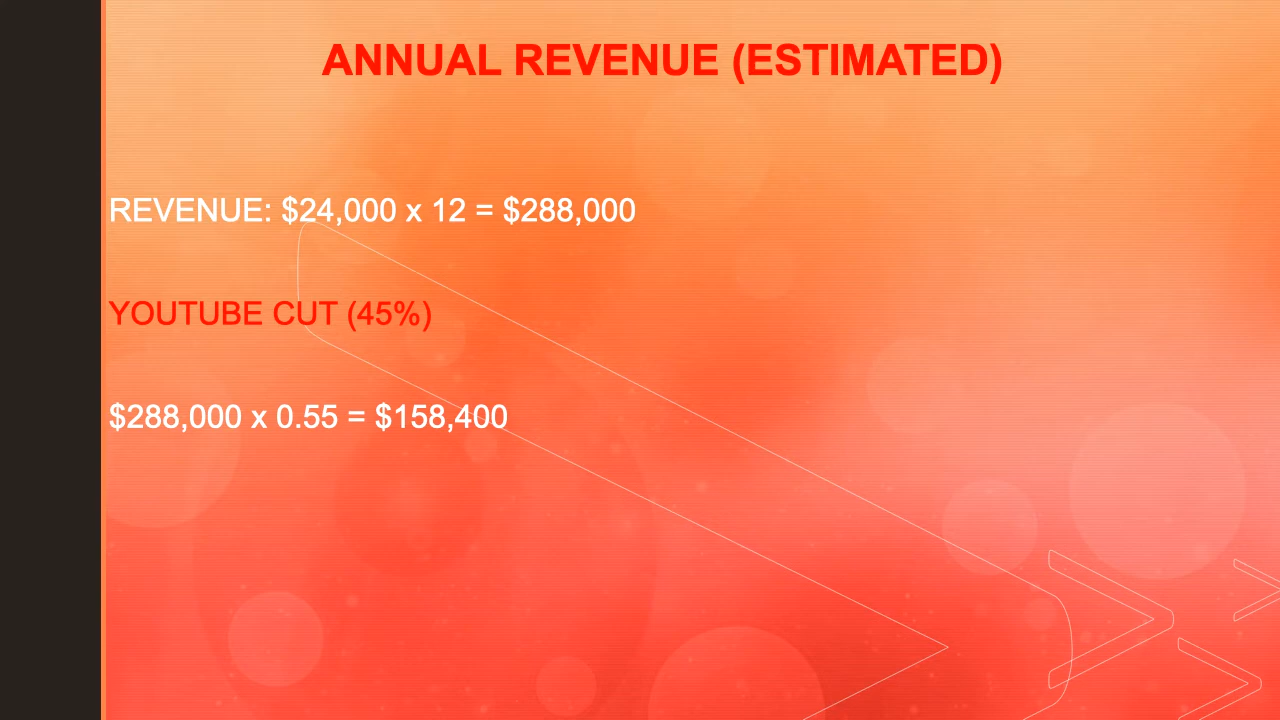 ANNUAL REVENUE (ESTIMATED)
REVENUE: $24,000 x 12 = $288,000
YOUTUBE CUT (45%)
$288,000 x 0.55 = $158,400